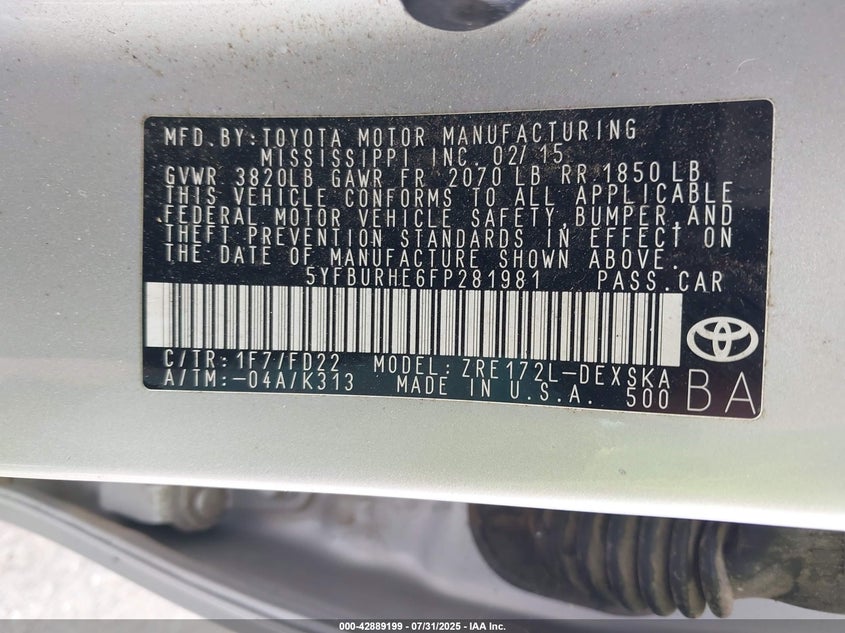 MFD.BY:TOYOTA MOTOR MANUFACTURING
MISSISSIPPI INC. 02/15
GVWR 3820LB GAWR FR 2070 LB RR 1850 LB
THIS VEHICLE CONFORMS TO ALL APPLICABLE
FEDERAL MOTOR VEHICLE SAFETY, BUMPER, AND
THEFT PREVENTION STANDARDS IN EFFECT ON
THE DATE OF MANUFACTURE SHOWN ABOVE.
5YFBURHE6FP281981 PASS.CAR
C/TR: 1F7/FD22 MODEL: ZRE172L-DEXSKA
A/TM:-04A/K313 MADE IN U.S.A. 500 BA
000-42889199 - 07/31/2025 - IAA Inc.